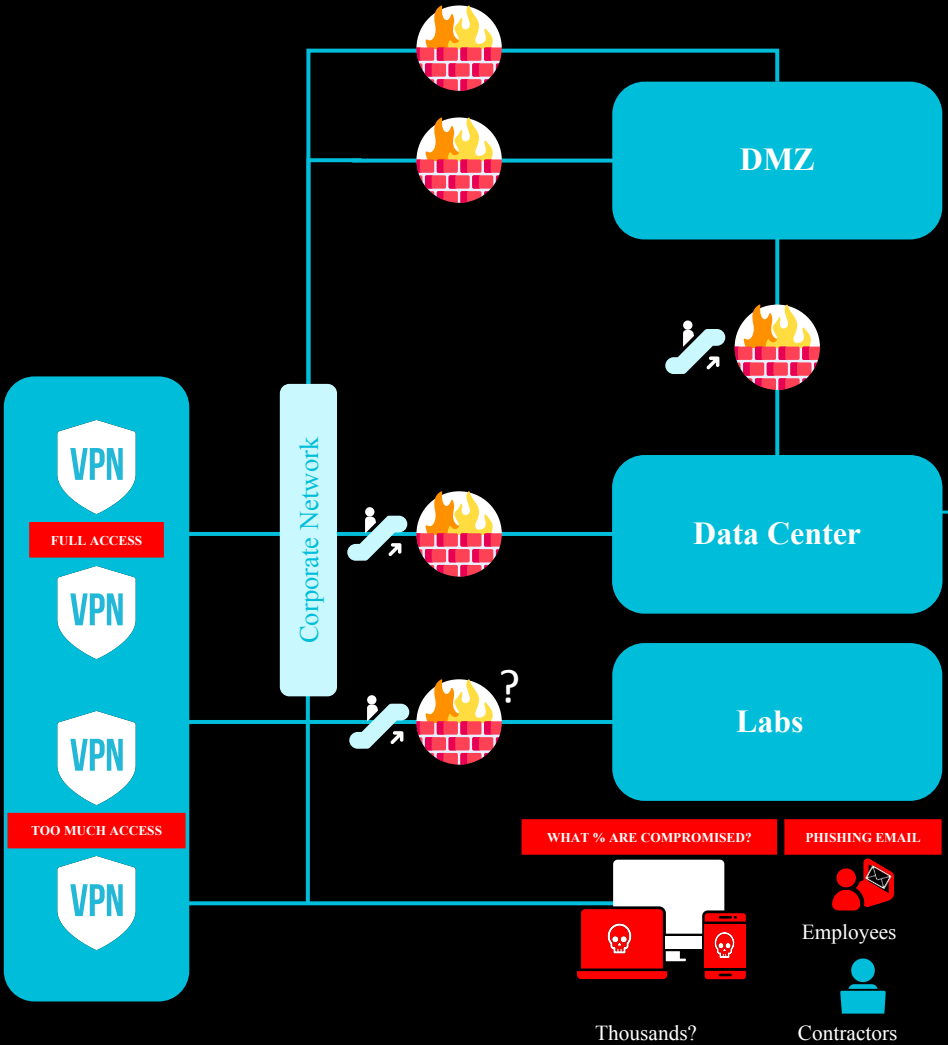 DMZ
VPN
FULL ACCESS
VPN
Corporate Network
Data Center
VPN
?
Labs
TOO MUCH ACCESS
VPN
WHAT % ARE COMPROMISED?
PHISHING EMAIL
Employees
Thousands?
Contractors